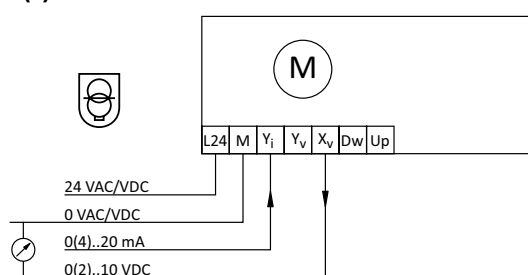 M
L24 M Yi Yv Xv Dw Up
24 VAC/VDC
0 VAC/VDC
0(4)..20 mA
0(2)..10 VDC